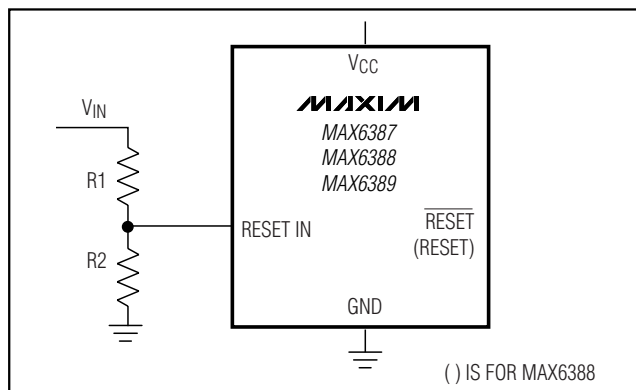 VCC
MAXIM
VIN
MAX6387
MAX6388
R1
MAX6389
RESET IN
RESET
(RESET)
R2
GND
( ) IS FOR MAX6388